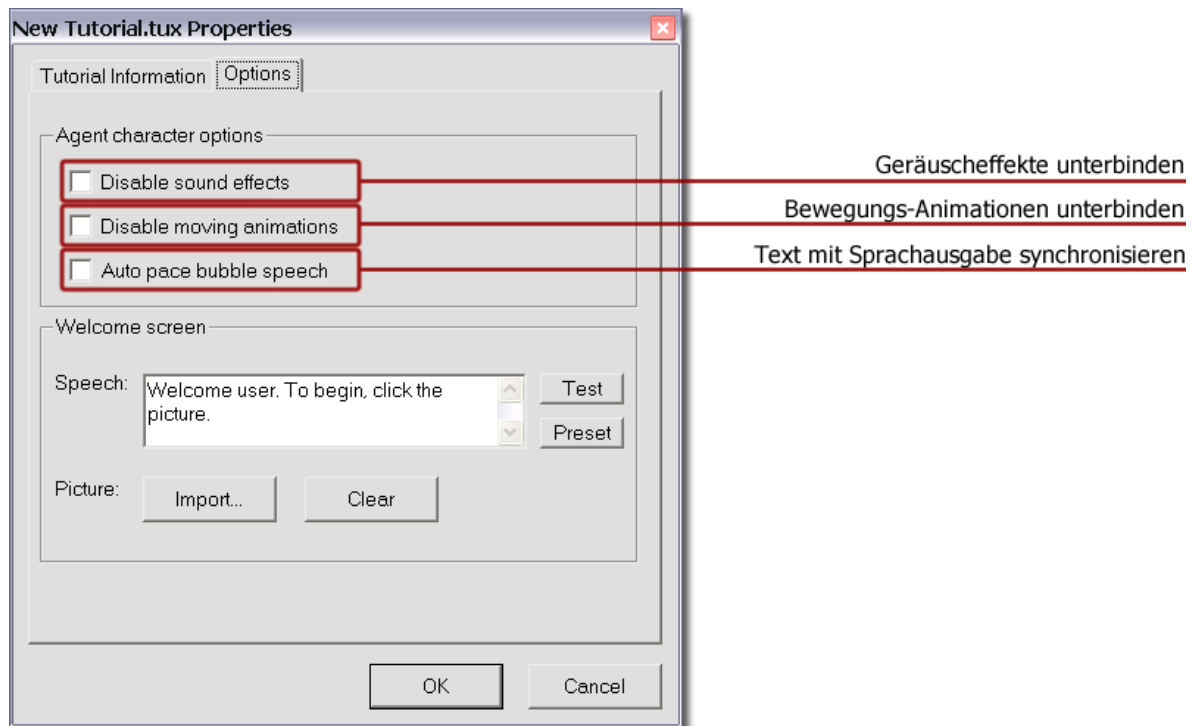 New Tutorial.tux Properties
Tutorial Information
Options
Agent character options
Disable sound effects
Geräuscheffekte unterbinden
Disable moving animations
Bewegungs-Animationen unterbinden
Auto pace bubble speech
Text mit Sprachausgabe synchronisieren
Welcome screen
Speech:
Welcome user. To begin, click the
picture.
Test
Preset
Picture:
Import...
Clear
OK
Cancel